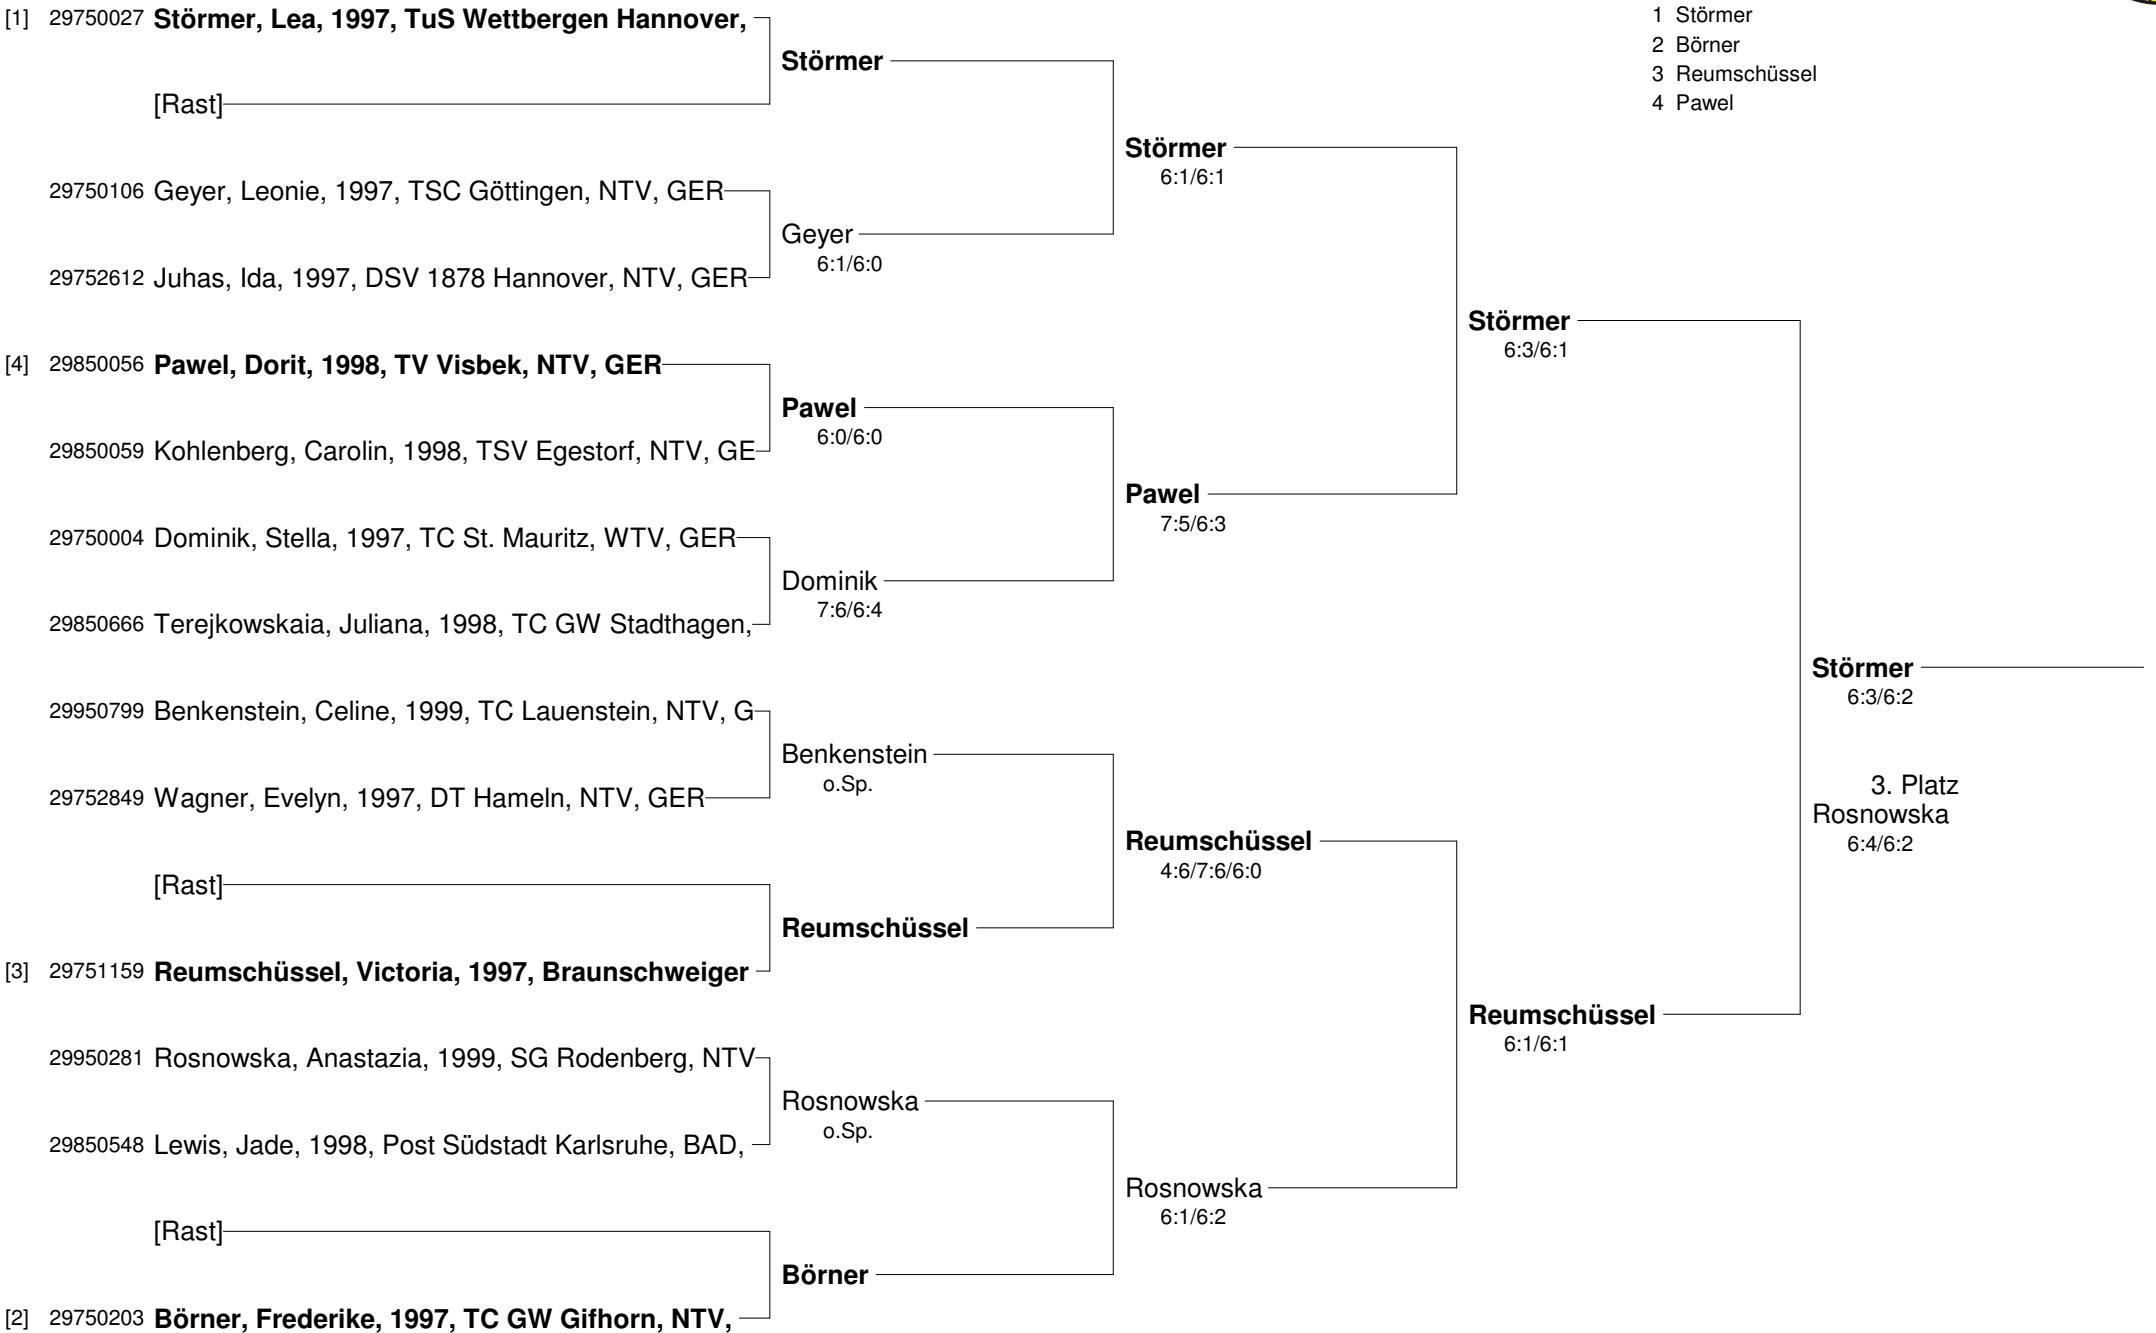 [1] 29750027 Störmer, Lea, 1997, TuS Wettbergen Hannover,
1 Störmer
2 Börner
3 Reumschüssel
4 Pawel
Störmer
[Rast]
Störmer
6:1/6:1
29750106 Geyer, Leonie, 1997, TSC Göttingen, NTV, GER
Geyer
6:1/6:0
29752612 Juhas, Ida, 1997, DSV 1878 Hannover, NTV, GER
Störmer
6:3/6:1
[4] 29850056 Pawel, Dorit, 1998, TV Visbek, NTV, GER
Pawel
6:0/6:0
29850059 Kohlenberg, Carolin, 1998, TSV Egestorf, NTV, GE
Pawel
7:5/6:3
29750004 Dominik, Stella, 1997, TC St. Mauritz, WTV, GER
Dominik
7:6/6:4
29850666 Terejkowskaia, Juliana, 1998, TC GW Stadthagen,
Störmer
6:3/6:2
29950799 Benkenstein, Celine, 1999, TC Lauenstein, NTV, G
Benkenstein
o.Sp.
29752849 Wagner, Evelyn, 1997, DT Hameln, NTV, GER
3. Platz
Rosnowska
6:4/6:2
Reumschüssel
4:6/7:6/6:0
[Rast]
Reumschüssel
[3] 29751159 Reumschüssel, Victoria, 1997, Braunschweiger
Reumschüssel
6:1/6:1
29950281 Rosnowska, Anastazia, 1999, SG Rodenberg, NTV
Rosnowska
o.Sp.
29850548 Lewis, Jade, 1998, Post Südstadt Karlsruhe, BAD,
Rosnowska
6:1/6:2
[Rast]
Börner
[2] 29750203 Börner, Frederike, 1997, TC GW Gifhorn, NTV,